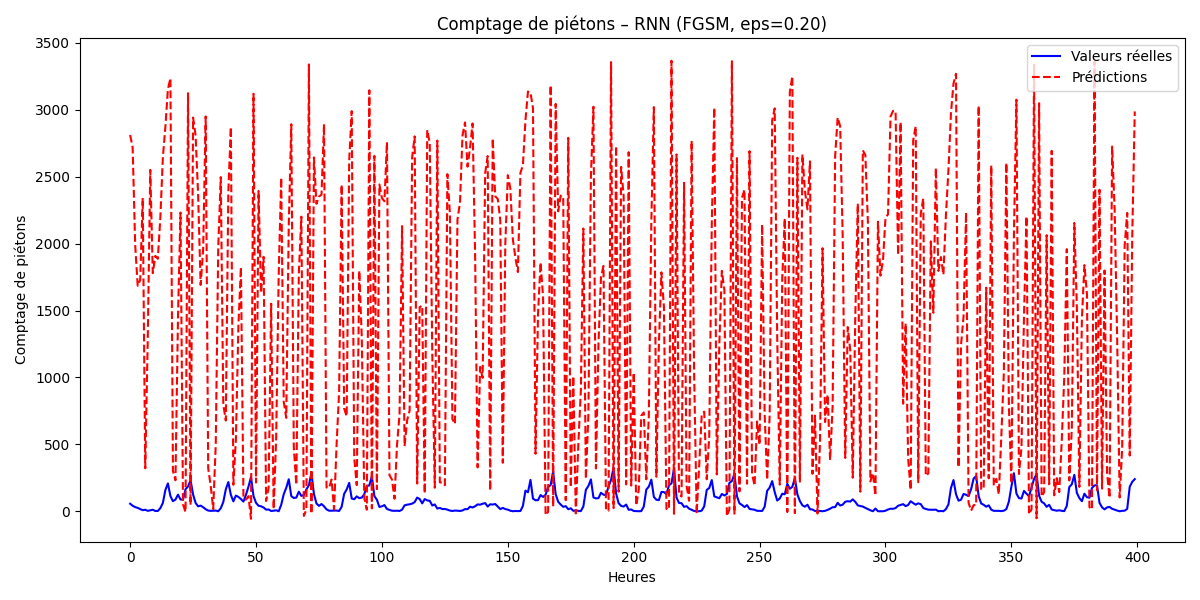 Comptage de piétons – RNN (FGSM, eps=0.20)
Comptage de piétons
3500
3000
2500
2000
1500
1000
500
0
Valeurs réelles
Prédictions
0 50 100 150 200 250 300 350 400
Heures